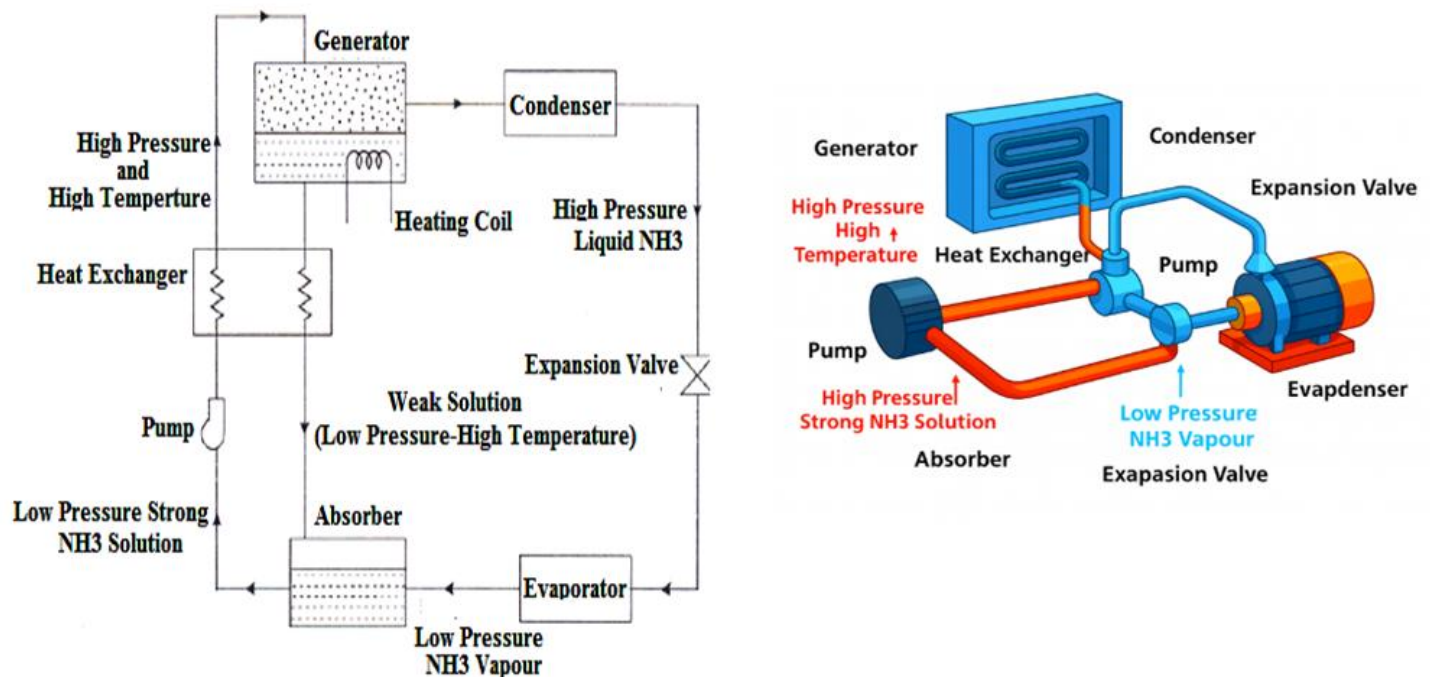 Generator
Condenser
High Pressure
and
High Temperture
Heating Coil
High Pressure
Liquid NH3
Heat Exchanger
Expansion Valve
Pump
Weak Solution
(Low Pressure-High Temperature)
Low Pressure Strong
NH3 Solution
Absorber
Evaporator
Low Pressure
NH3 Vapour
Generator
Condenser
Expansion Valve
High Pressure
High
Temperature
Heat Exchanger
Pump
Pump
High Pressure
Strong NH3 Solution
Absorber
Low Pressure
NH3 Vapour
Exapasion Valve
Evapdenser